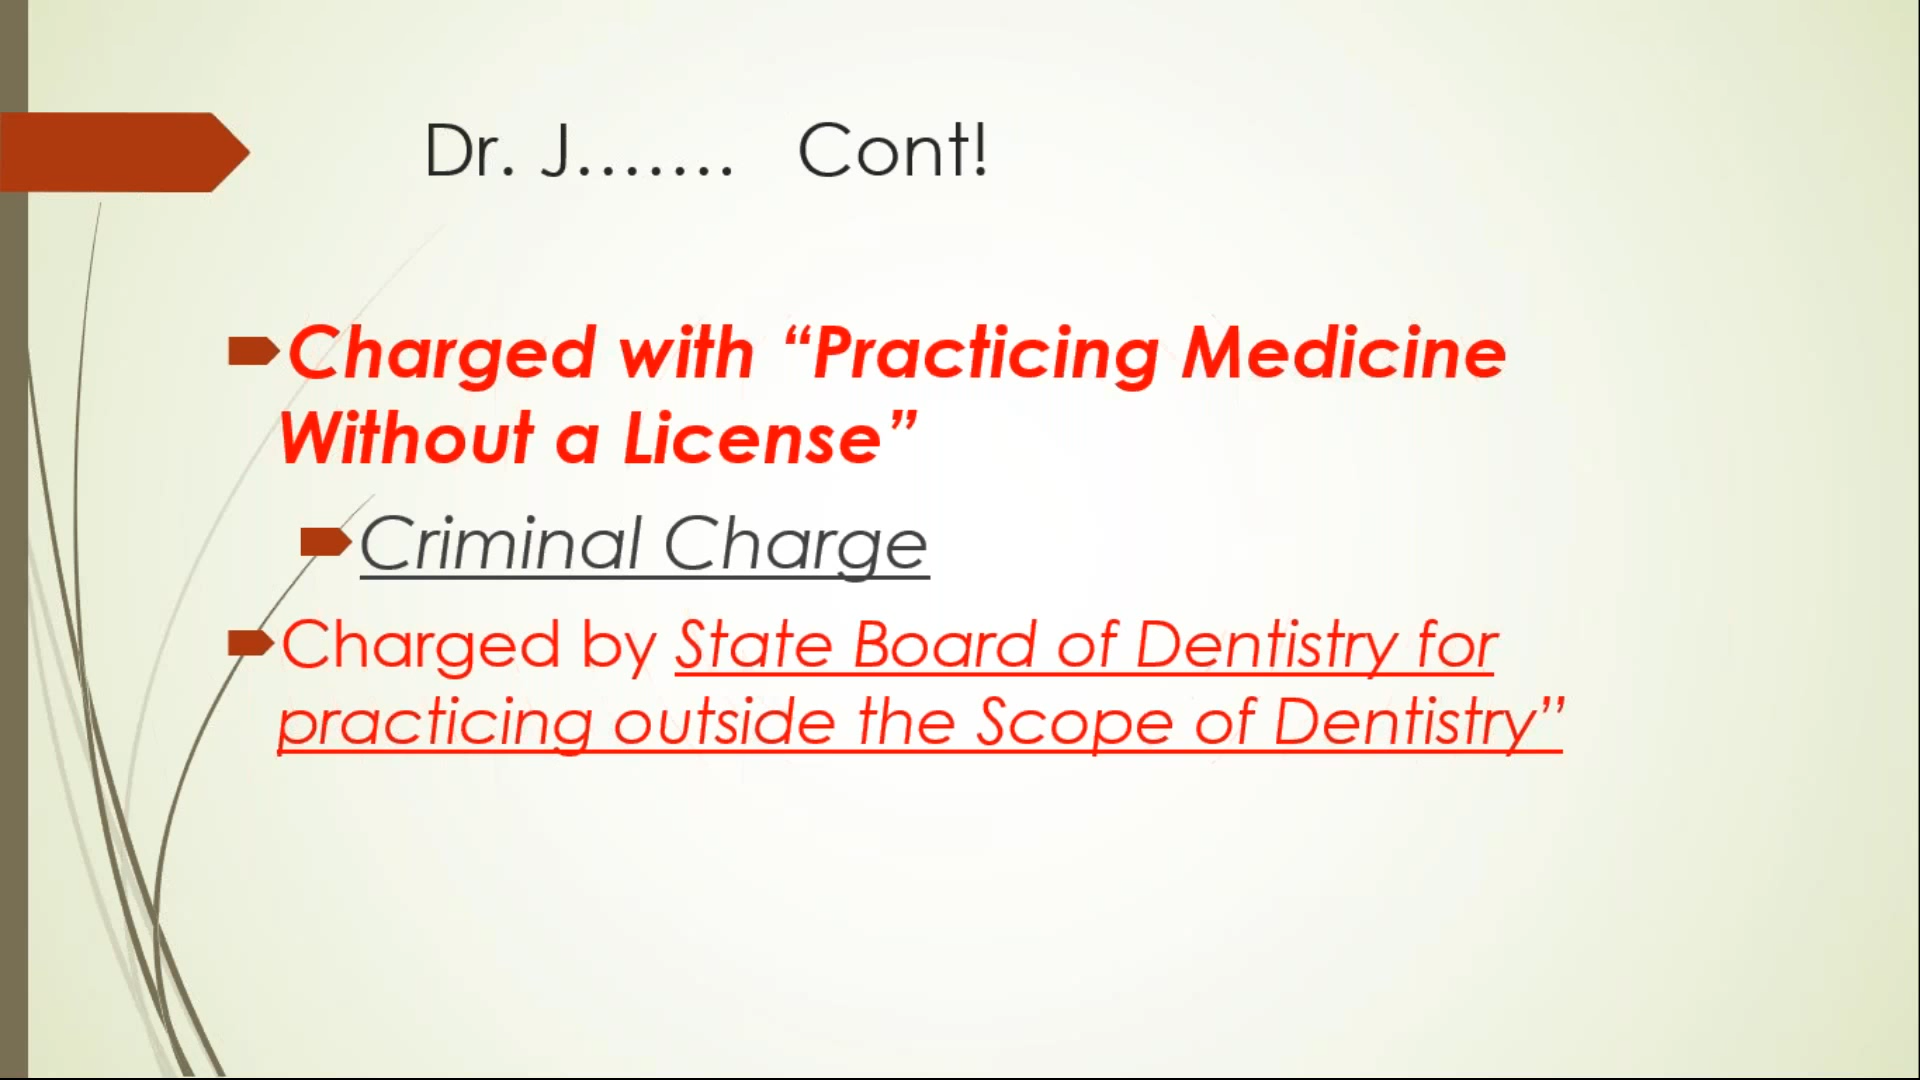 Dr. J.......   Cont!
Charged with “Practicing Medicine
Without a License”
Criminal Charge
Charged by State Board of Dentistry for
practicing outside the Scope of Dentistry”